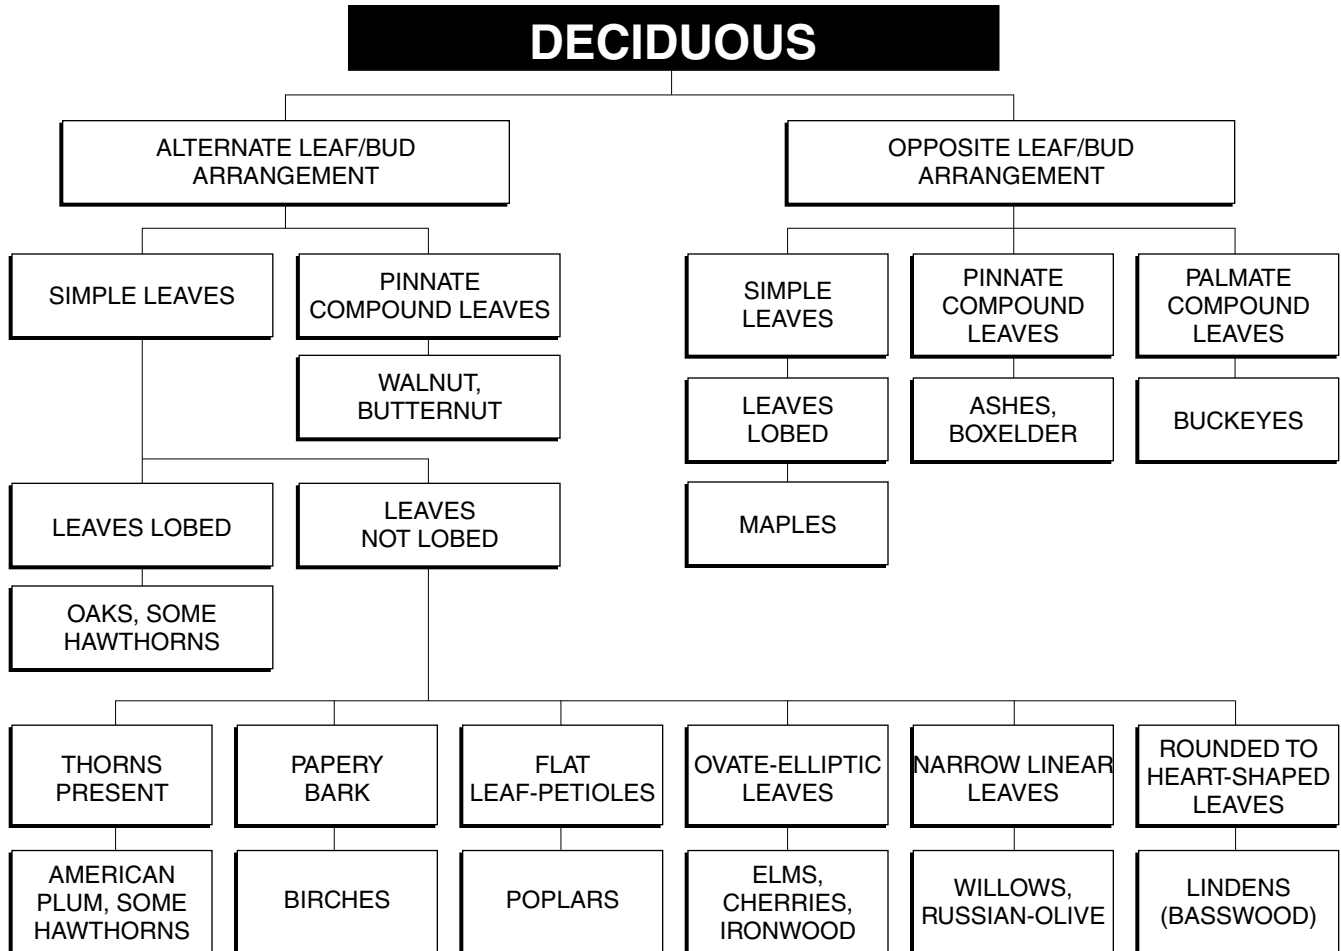 DECIDUOUS
ALTERNATE LEAF/BUD
ARRANGEMENT
OPPOSITE LEAF/BUD
ARRANGEMENT
SIMPLE LEAVES
PINNATE
COMPOUND LEAVES
SIMPLE
LEAVES
PINNATE
COMPOUND
LEAVES
PALMATE
COMPOUND
LEAVES
WALNUT,
BUTTERNUT
LEAVES
LOBED
ASHES,
BOXELDER
BUCKEYES
LEAVES LOBED
LEAVES
NOT LOBED
MAPLES
OAKS, SOME
HAWTHORNS
THORNS
PRESENT
PAPERY
BARK
FLAT
LEAF-PETIOLES
OVATE-ELLIPTIC
LEAVES
NARROW LINEAR
LEAVES
ROUNDED TO
HEART-SHAPED
LEAVES
AMERICAN
PLUM, SOME
HAWTHORNS
BIRCHES
POPLARS
ELMS,
CHERRIES,
IRONWOOD
WILLOWS,
RUSSIAN-OLIVE
LINDENS
(BASSWOOD)